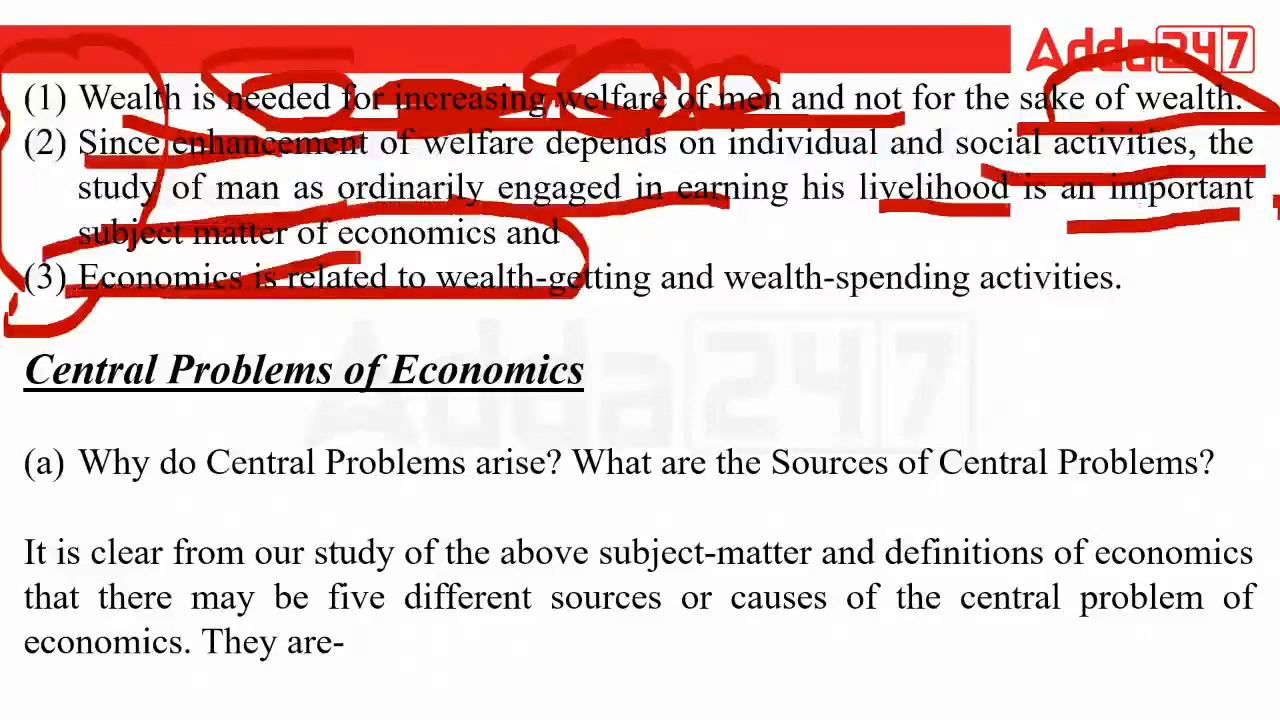 Adda247
(1) Wealth is needed for increasing welfare of men and not for the sake of wealth.
(2) Since enhancement of welfare depends on individual and social activities, the
study of man as ordinarily engaged in earning his livelihood is an important
subject matter of economics and
(3) Economics is related to wealth-getting and wealth-spending activities.
Adda247
Central Problems of Economics
(a) Why do Central Problems arise? What are the Sources of Central Problems?
It is clear from our study of the above subject-matter and definitions of economics
that there may be five different sources or causes of the central problem of
economics. They are-